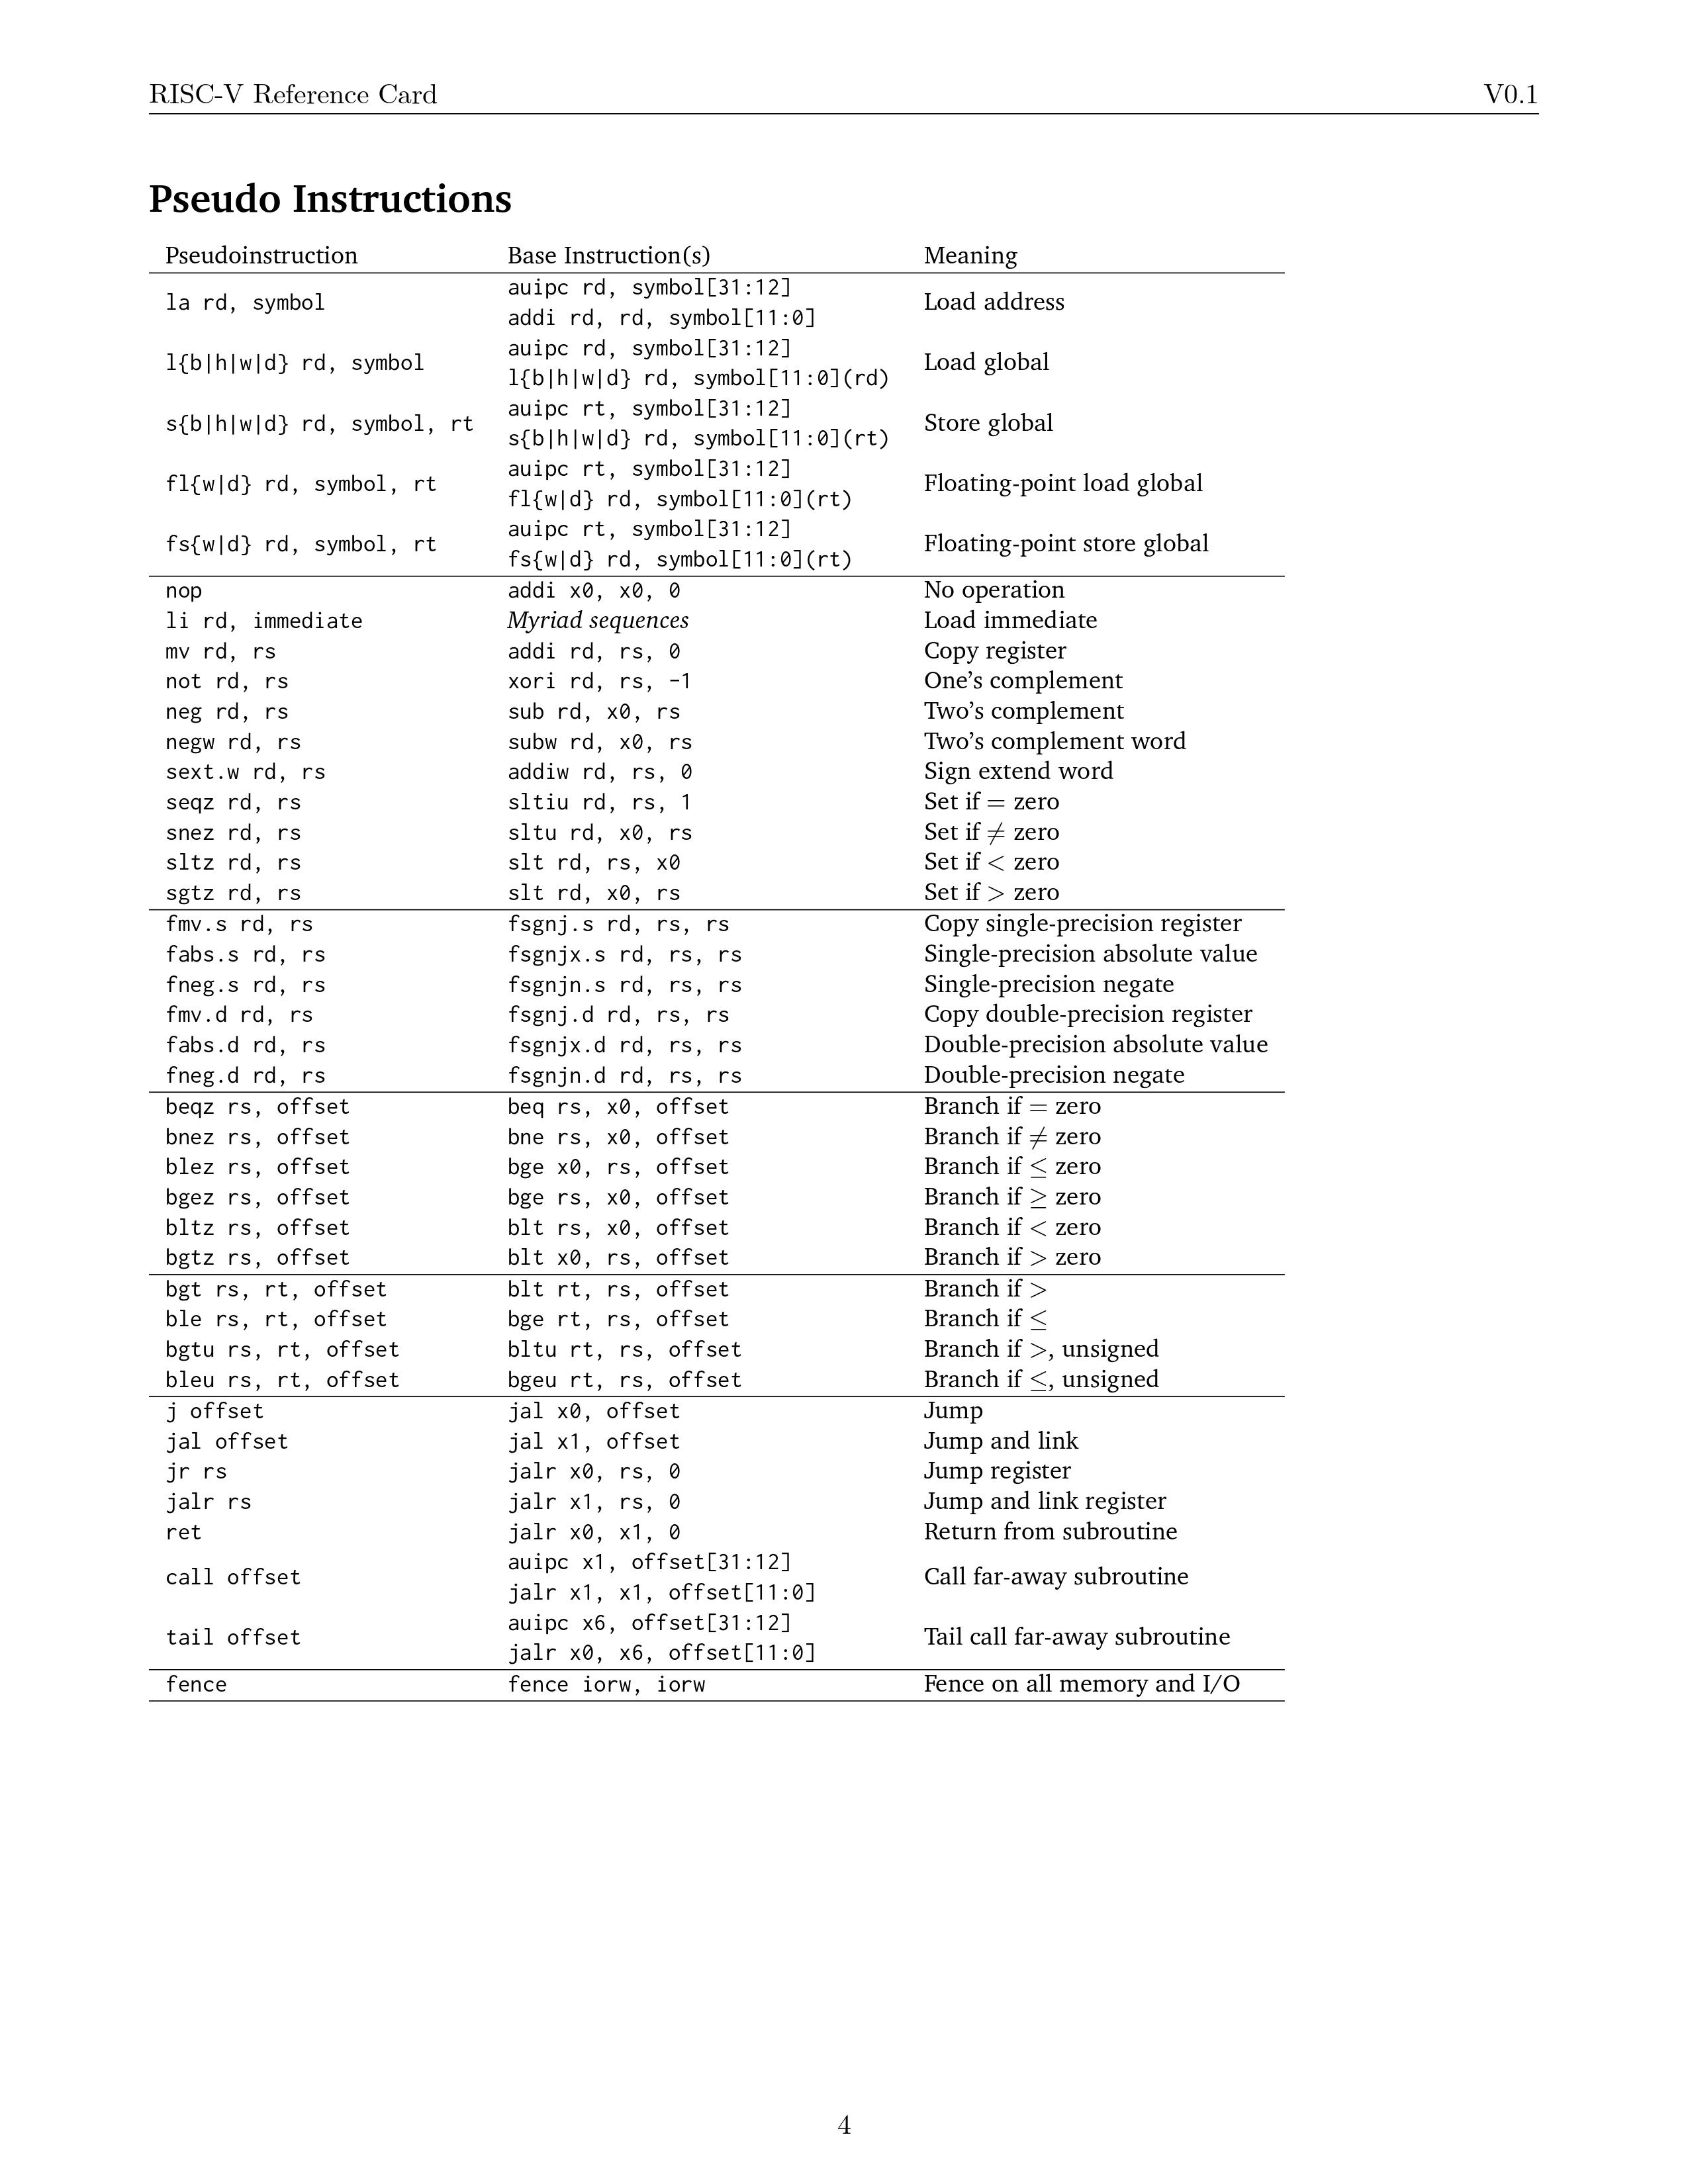 RISC-V Reference Card V0.1
Pseudo Instructions
Pseudoinstruction Base Instruction(s) Meaning
la rd, symbol auipc rd, symbol[31:12] Load address
addi rd, rd, symbol[11:0]
l{b|h|w|d} rd, symbol auipc rd, symbol[31:12] Load global
l{b|h|w|d} rd, symbol[11:0](rd)
s{b|h|w|d} rd, symbol, rt auipc rt, symbol[31:12] Store global
s{b|h|w|d} rd, symbol[11:0](rt)
fl{w|d} rd, symbol, rt auipc rt, symbol[31:12] Floating-point load global
fl{w|d} rd, symbol[11:0](rt)
fs{w|d} rd, symbol, rt auipc rt, symbol[31:12] Floating-point store global
fs{w|d} rd, symbol[11:0](rt)
nop addi x0, x0, 0 No operation
li rd, immediate Myriad sequences Load immediate
mv rd, rs addi rd, rs, 0 Copy register
not rd, rs xori rd, rs, -1 One's complement
neg rd, rs sub rd, x0, rs Two's complement
negw rd, rs subw rd, x0, rs Two's complement word
sext.w rd, rs addiw rd, rs, 0 Sign extend word
seqz rd, rs sltiu rd, rs, 1 Set if = zero
snez rd, rs sltu rd, x0, rs Set if ≠ zero
sltz rd, rs slt rd, rs, x0 Set if < zero
sgtz rd, rs slt rd, x0, rs Set if > zero
fmv.s rd, rs fsgnj.s rd, rs, rs Copy single-precision register
fabs.s rd, rs fsgnjx.s rd, rs, rs Single-precision absolute value
fneg.s rd, rs fsgnjn.s rd, rs, rs Single-precision negate
fmv.d rd, rs fsgnj.d rd, rs, rs Copy double-precision register
fabs.d rd, rs fsgnjx.d rd, rs, rs Double-precision absolute value
fneg.d rd, rs fsgnjn.d rd, rs, rs Double-precision negate
beqz rs, offset beq rs, x0, offset Branch if = zero
bnez rs, offset bne rs, x0, offset Branch if ≠ zero
blez rs, offset bge x0, rs, offset Branch if ≤ zero
bgez rs, offset bge rs, x0, offset Branch if ≥ zero
bltz rs, offset blt rs, x0, offset Branch if < zero
bgtz rs, offset blt x0, rs, offset Branch if > zero
bgt rs, rt, offset blt rt, rs, offset Branch if >
ble rs, rt, offset bge rt, rs, offset Branch if ≤
bgtu rs, rt, offset bltu rt, rs, offset Branch if >, unsigned
bleu rs, rt, offset bgeu rt, rs, offset Branch if ≤, unsigned
j offset jal x0, offset Jump
jal offset jal x1, offset Jump and link
jr rs jalr x0, rs, 0 Jump register
jalr rs jalr x1, rs, 0 Jump and link register
ret jalr x0, x1, 0 Return from subroutine
call offset auipc x1, offset[31:12] Call far-away subroutine
jalr x1, x1, offset[11:0]
tail offset auipc x6, offset[31:12] Tail call far-away subroutine
jalr x0, x6, offset[11:0]
fence fence iorw, iorw Fence on all memory and I/O
4